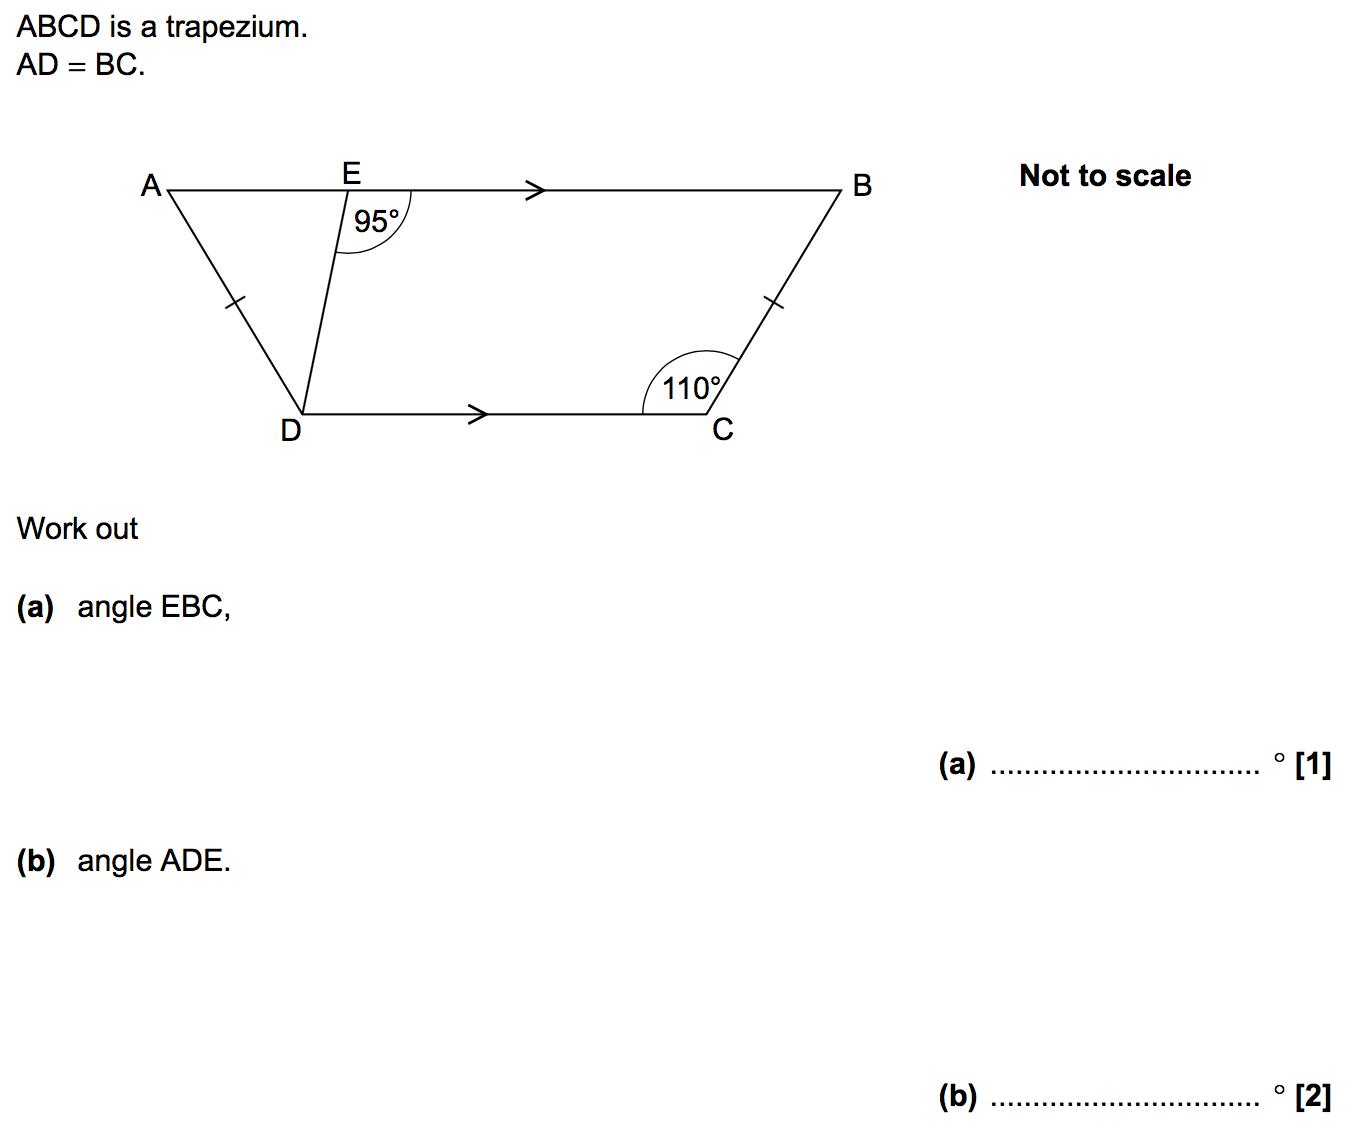 ABCD is a trapezium.
AD = BC.
E
A
B
Not to scale
95°
110°
D
C
Work out
(a) angle EBC,
(a) ................................ ° [1]
(b) angle ADE.
(b) ................................ ° [2]